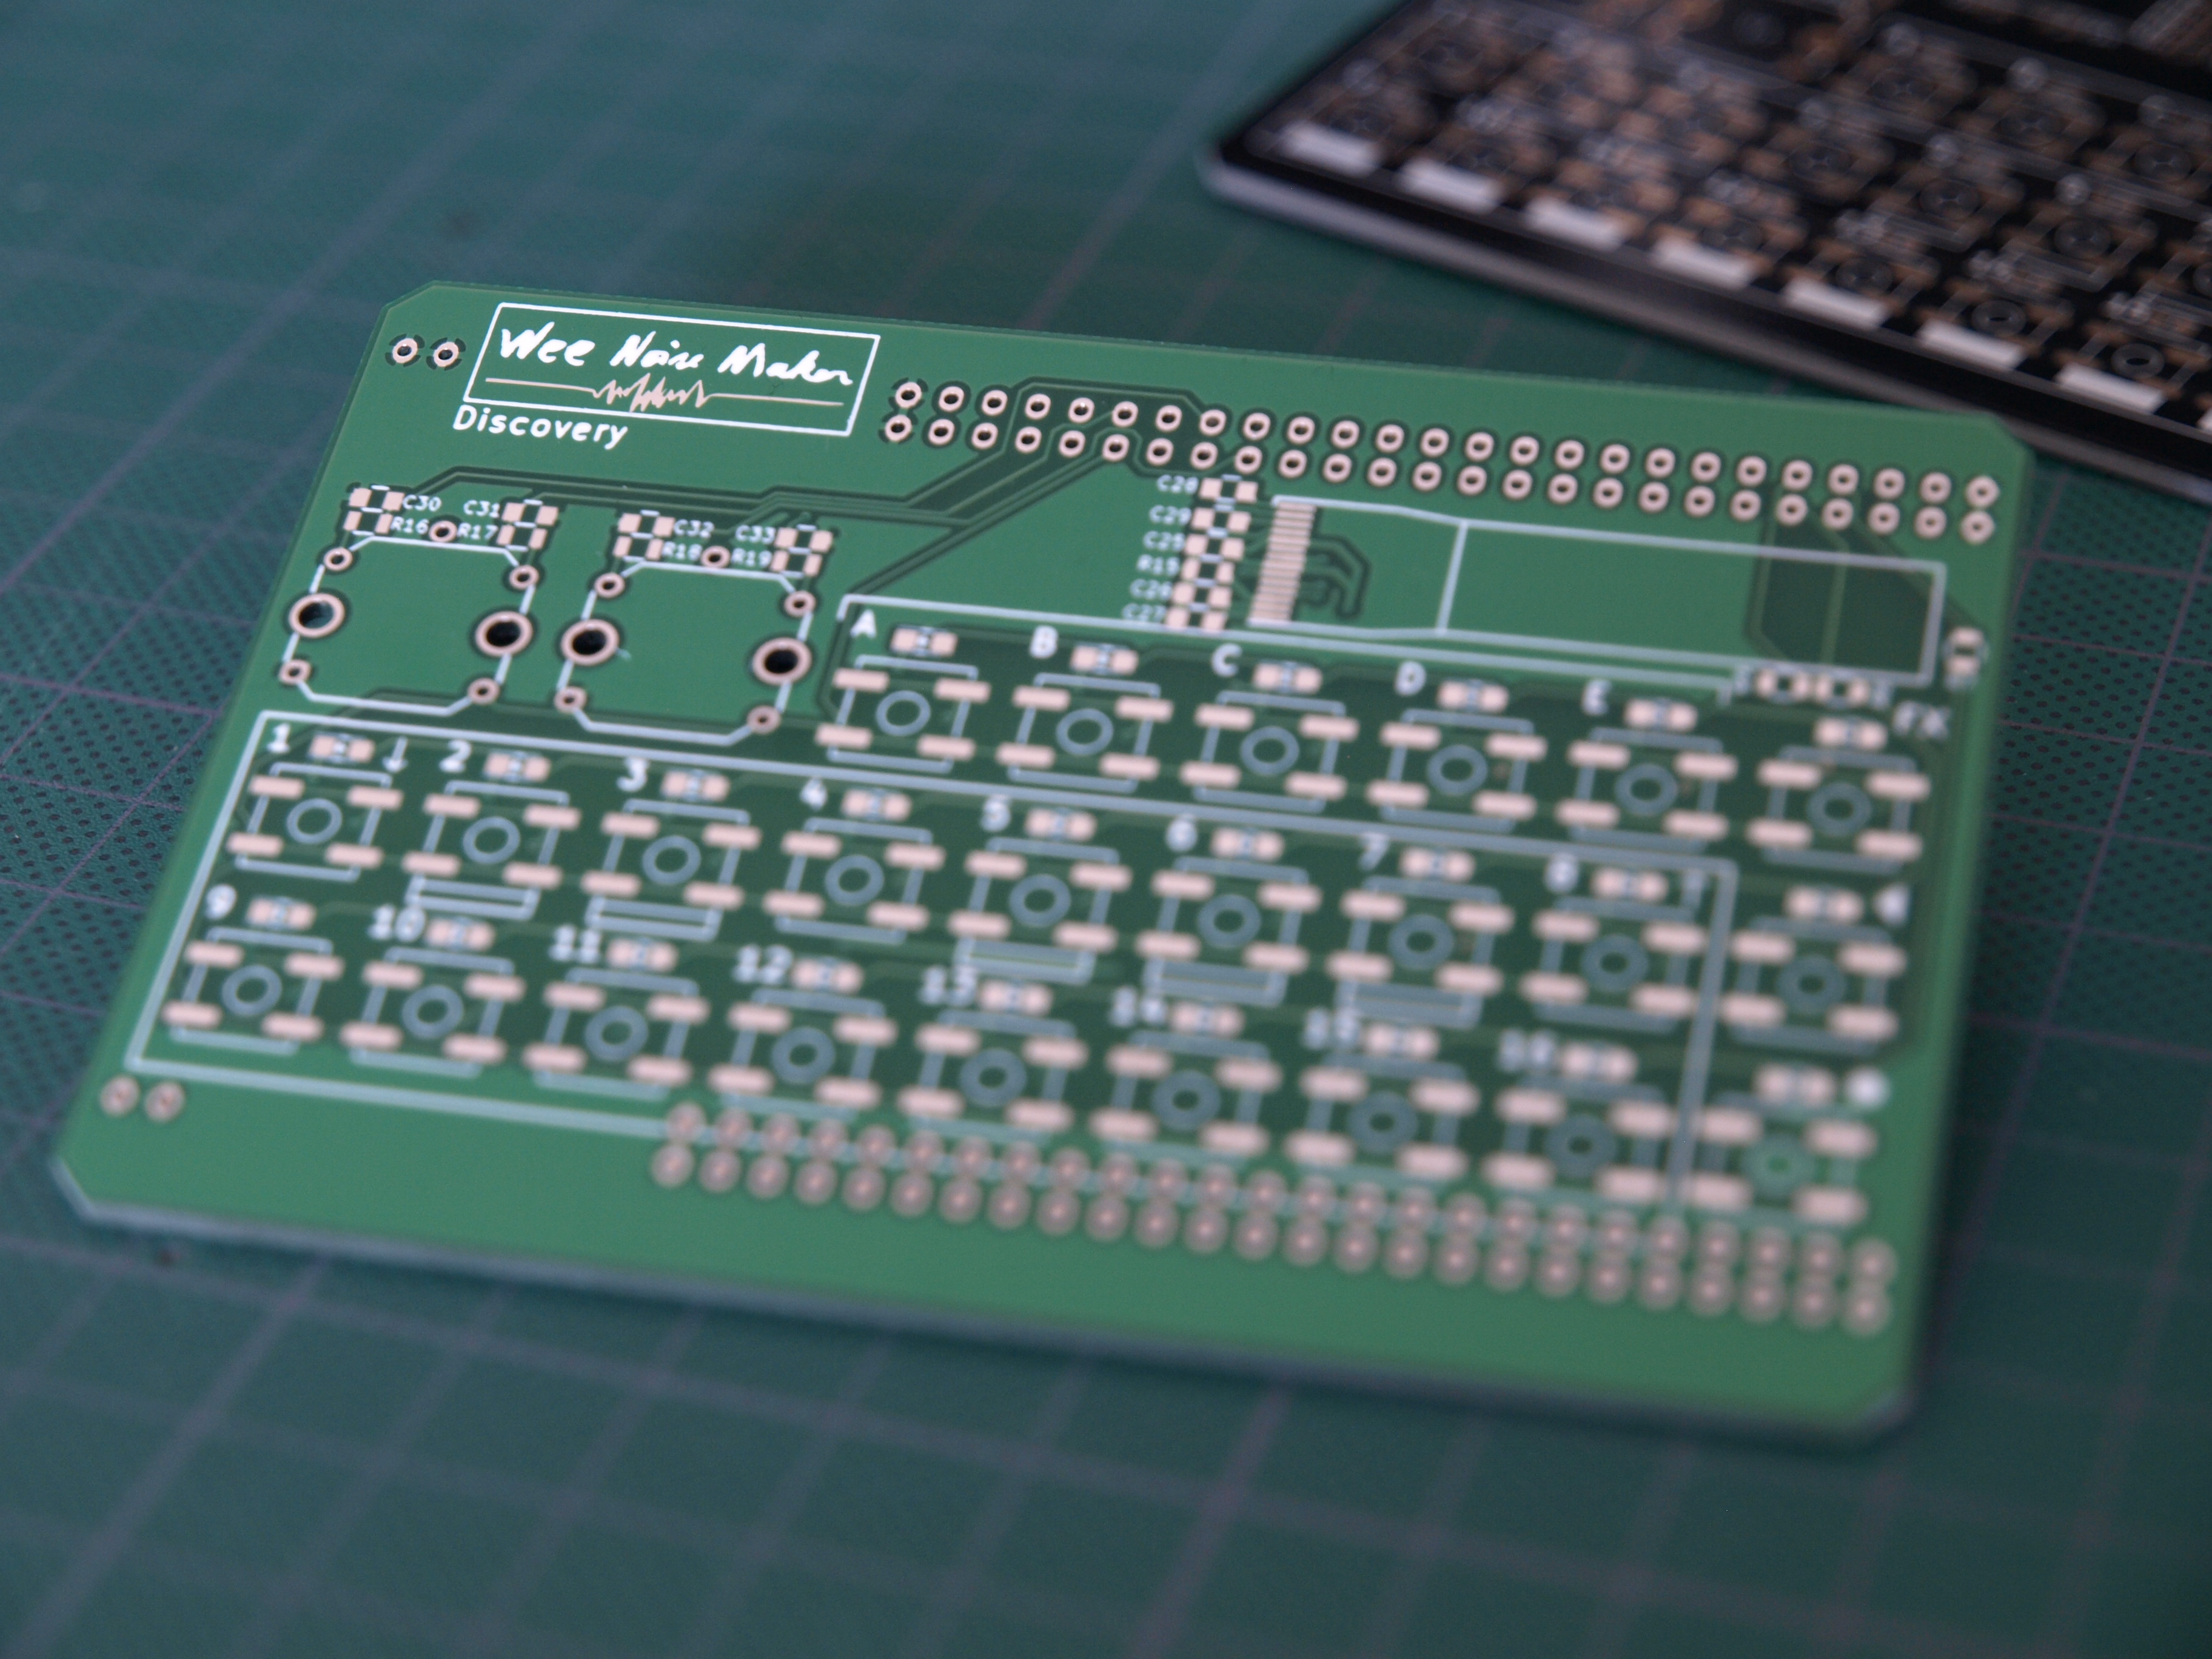 Wee Noise Maker
Discovery
C30 C31
R16 R17
C32 C33
R18 R19
C28
C29
C25
R15
C26
C27
A B C D E FX
1 2 3 4 5 6 7 8
9 10 11 12 13 14 15 16